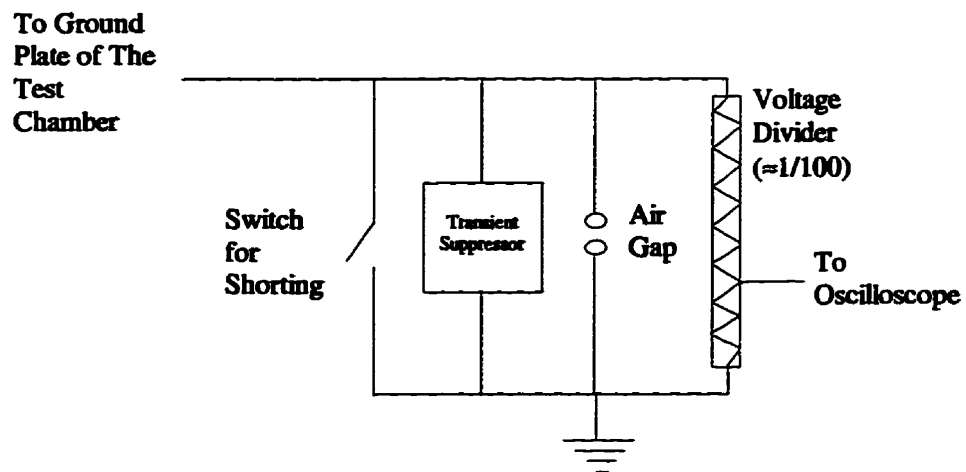 To Ground
Plate of The
Test
Chamber
Voltage
Divider
(≈1/100)
Switch
for
Shorting
Transient
Suppressor
Air
Gap
To
Oscilloscope